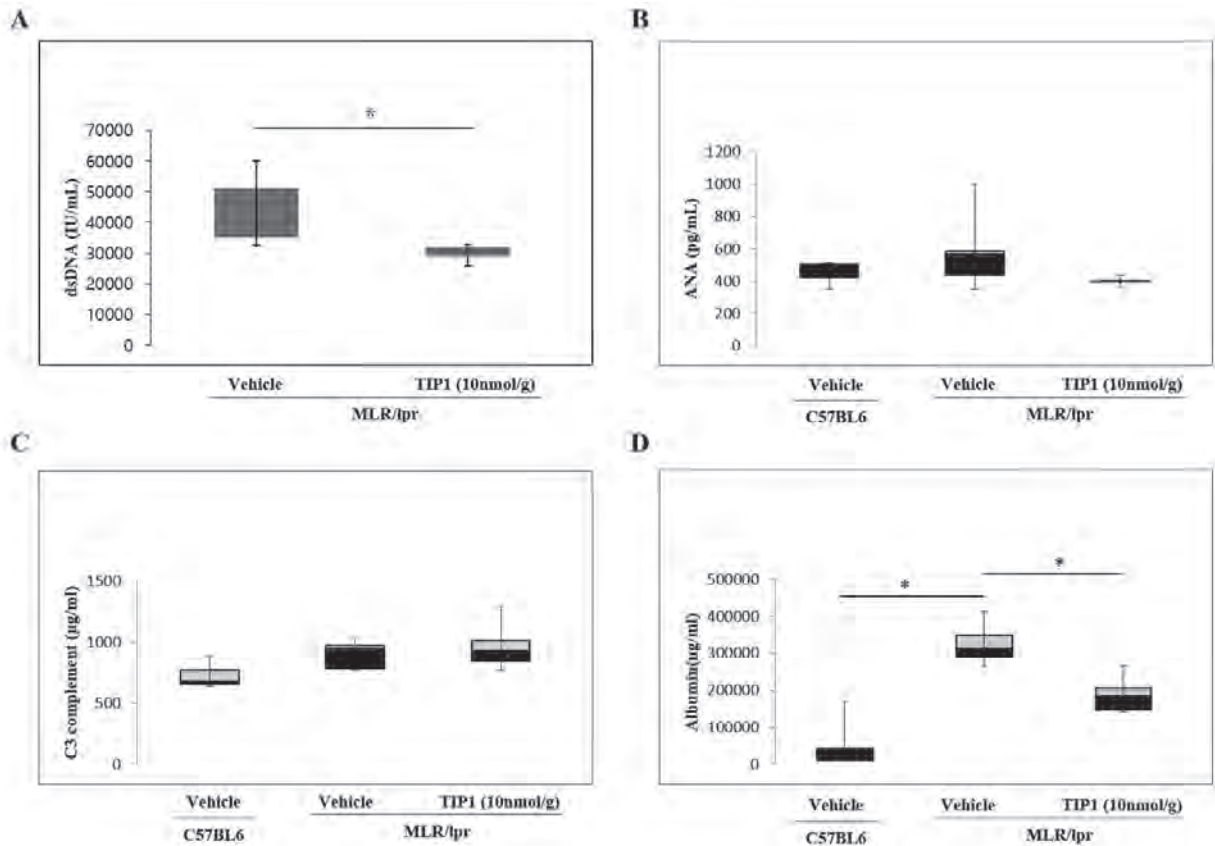 A
dsDNA (IU/mL)
70000
60000
50000
40000
30000
20000
10000
0
*
Vehicle TIP1 (10nmol/g)
MLR/lpr
B
ANA (pg/mL)
1200
1000
800
600
400
200
0
Vehicle Vehicle TIP1 (10nmol/g)
C57BL6 MLR/lpr
C
C3 complement (µg/ml)
1500
1000
500
0
Vehicle Vehicle TIP1 (10nmol/g)
C57BL6 MLR/lpr
D
Albumin(ug/ml)
500000
400000
300000
200000
100000
0
*
*
Vehicle Vehicle TIP1 (10nmol/g)
C57BL6 MLR/lpr